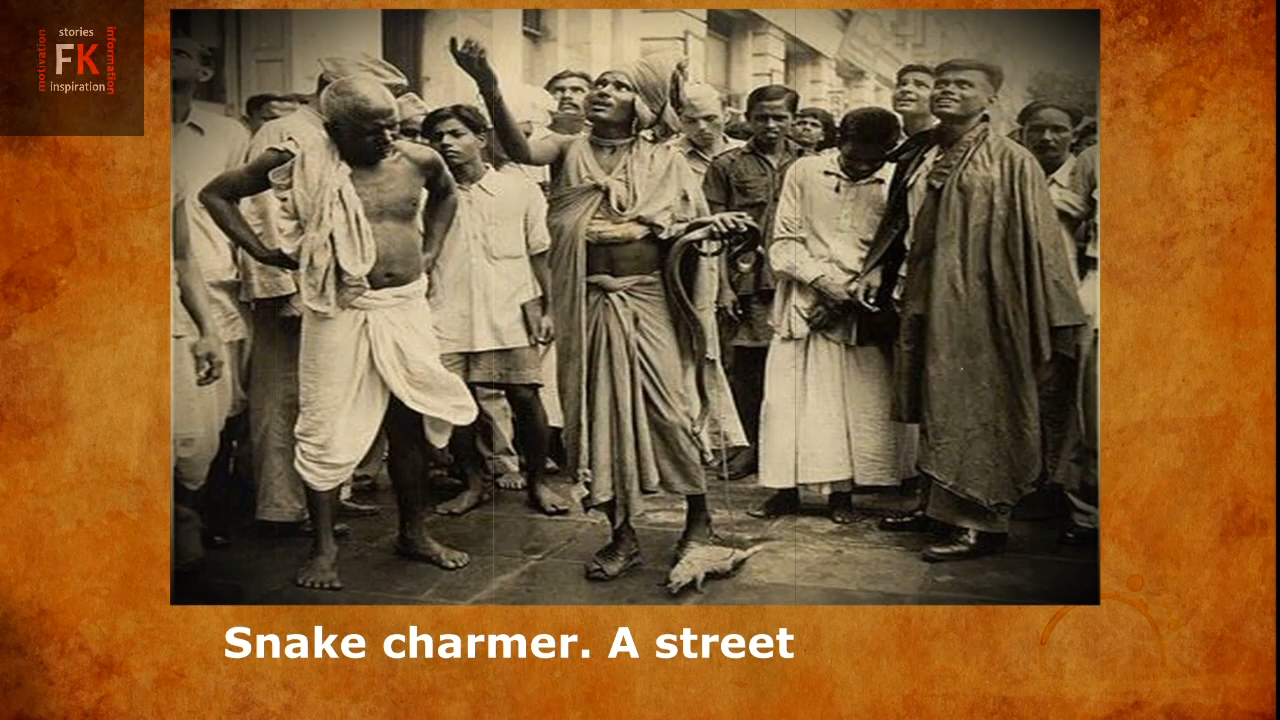 stories
motivation
FK
information
inspiration
Snake charmer. A street